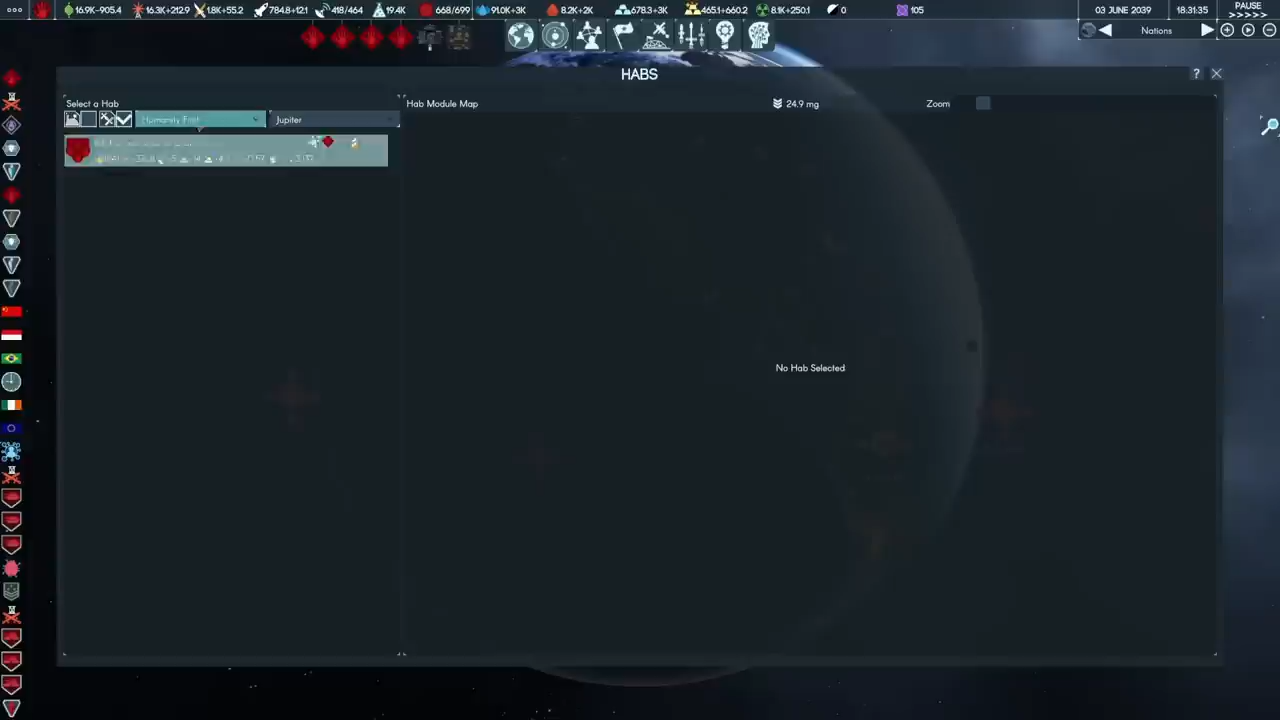 16.9K-905.4 16.3K+212.9 1.8K+55.2 784.8+12.1 418/464 19.4K 668/699 91.0K+3K 8.2K+2K 678.3+3K 465.1+660.2 8.1K+250.1 0 105 03 JUNE 2039 18:31:35 PAUSE
>>>>>
Nations
HABS
?
Select a Hab
Hab Module Map
24.9 mg
Zoom
Humanity First
Jupiter
No Hab Selected